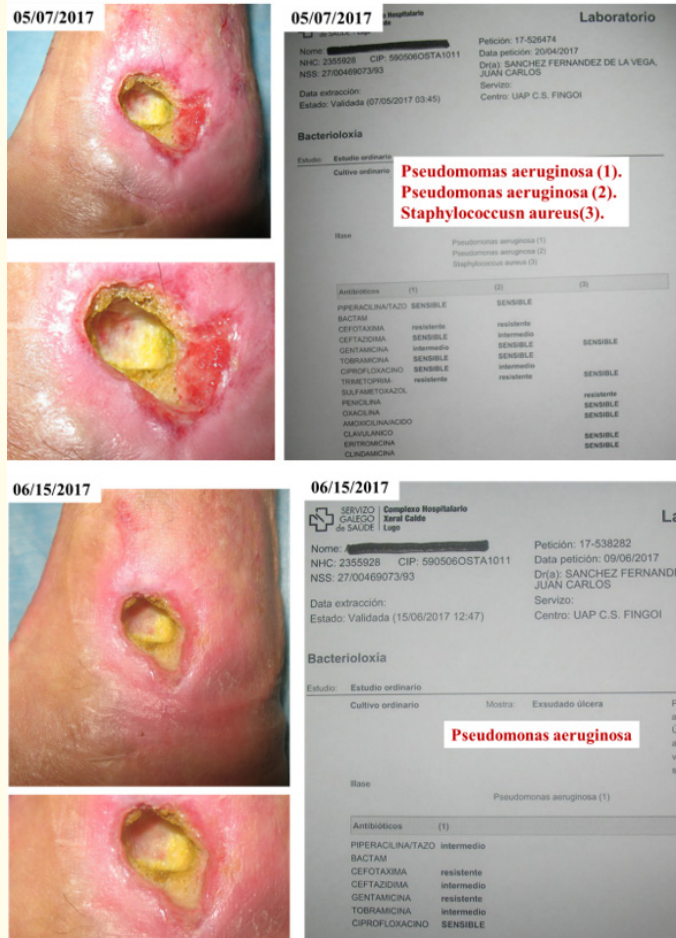 05/07/2017
Complexo Hospitalario
de SAÚDE Lugo
Laboratorio
Nome:
NHC: 2355928 CIP: 590506OSTA1011
NSS: 27/00469073/93
Petición: 17-526474
Data petición: 20/04/2017
Dr(a): SANCHEZ FERNANDEZ DE LA VEGA,
JUAN CARLOS
Servizo:
Centro: UAP C.S. FINGOI
Data extracción:
Estado: Validada (07/05/2017 03:45)
Bacterioloxía
Estudio Estudio ordinario
Cultivo ordinario
Pseudomomas aeruginosa (1).
Pseudomonas aeruginosa (2).
Staphylococcusn aureus(3).
Illase
Pseudomonas aeruginosa (1)
Pseudomonas aeruginosa (2)
Staphylococcus aureus (3)
Antibióticos (1) (2) (3)
PIPERACILINA/TAZO SENSIBLE SENSIBLE
BACTAM
CEFOTAXIMA resistente resistente
CEFTAZIDIMA SENSIBLE intermedio
GENTAMICINA intermedio SENSIBLE SENSIBLE
TOBRAMICINA SENSIBLE SENSIBLE
CIPROFLOXACINO SENSIBLE intermedio
TRIMETOPRIM- resistente resistente SENSIBLE
SULFAMETOXAZOL
PENICILINA resistente
OXACILINA SENSIBLE
AMOXICILINA/ACIDO SENSIBLE
CLAVULANICO
ERITROMICINA SENSIBLE
CLINDAMICINA SENSIBLE
06/15/2017
06/15/2017
SERVIZO Complexo Hospitalario
GALEGO Xeral Calde
de SAÚDE Lugo
La
Nome: A
NHC: 2355928 CIP: 590506OSTA1011
NSS: 27/00469073/93
Petición: 17-538282
Data petición: 09/06/2017
Dr(a): SANCHEZ FERNANDE
JUAN CARLOS
Servizo:
Centro: UAP C.S. FINGOI
Data extracción:
Estado: Validada (15/06/2017 12:47)
Bacterioloxía
Estudio: Estudio ordinario
Cultivo ordinario Mostra: Exsudado úlcera
Pseudomonas aeruginosa
Illase
Pseudomonas aeruginosa (1)
Antibióticos (1)
PIPERACILINA/TAZO intermedio
BACTAM
CEFOTAXIMA resistente
CEFTAZIDIMA intermedio
GENTAMICINA resistente
TOBRAMICINA intermedio
CIPROFLOXACINO SENSIBLE